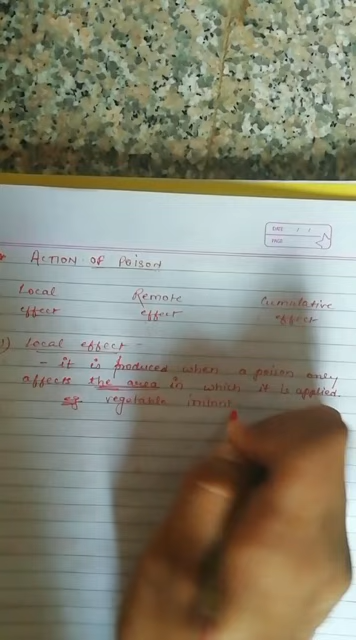 DATE / /
PAGE
ACTION OF POISON
Local Remote Cumulative
effect effect effect
1) Local effect -
- it is produced when a poison only
affects the area in which it is applied.
eg vegetable irritant